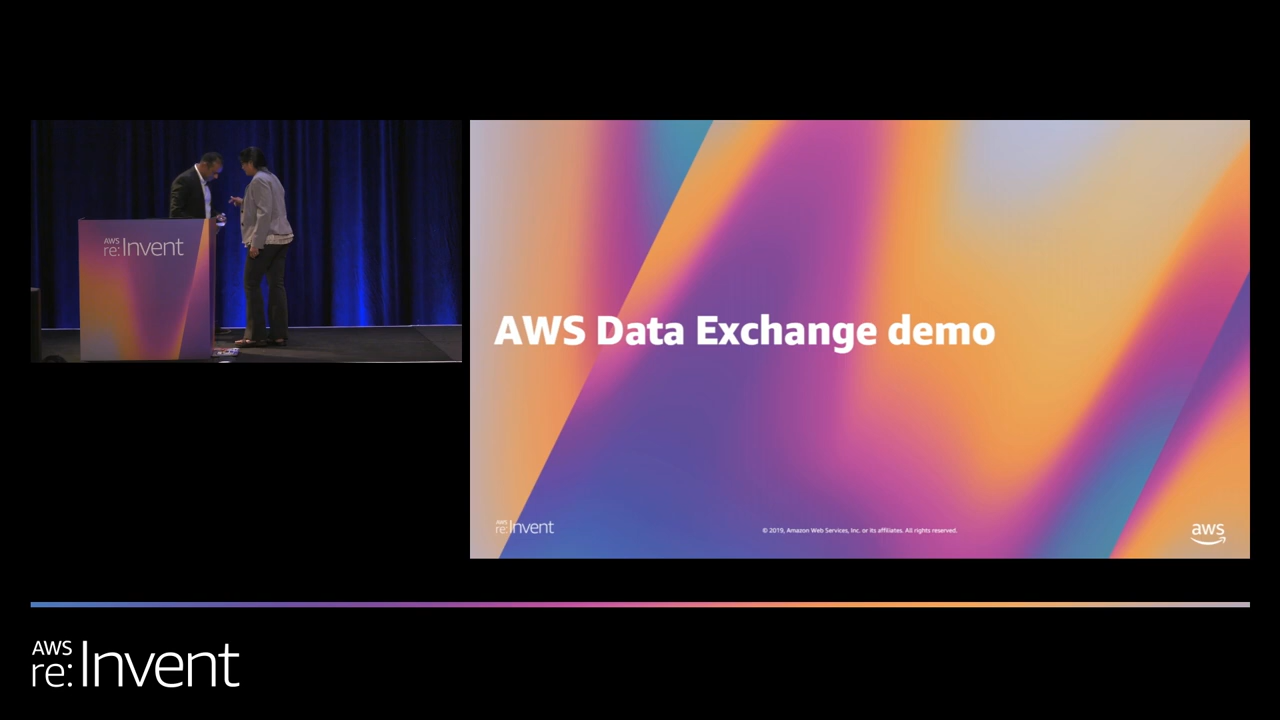 AWS
re:Invent
AWS Data Exchange demo
AWS
re:Invent
© 2019, Amazon Web Services, Inc. or its affiliates. All rights reserved.
aws
AWS
re:Invent